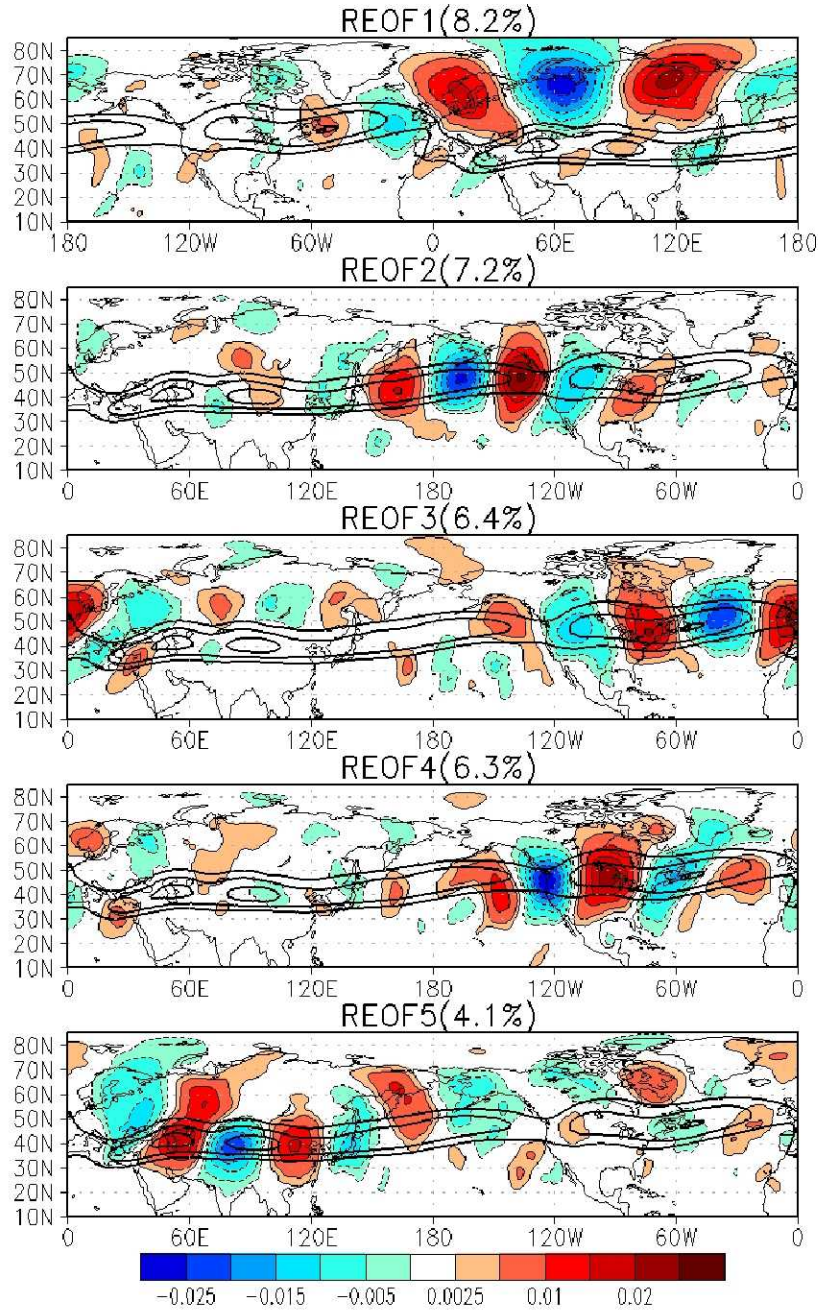 REOF1(8.2%)
80N
70N
60N
50N
40N
30N
20N
10N
180 120W 60W 0 60E 120E 180
REOF2(7.2%)
80N
70N
60N
50N
40N
30N
20N
10N
0 60E 120E 180 120W 60W 0
REOF3(6.4%)
80N
70N
60N
50N
40N
30N
20N
10N
0 60E 120E 180 120W 60W 0
REOF4(6.3%)
80N
70N
60N
50N
40N
30N
20N
10N
0 60E 120E 180 120W 60W 0
REOF5(4.1%)
80N
70N
60N
50N
40N
30N
20N
10N
0 60E 120E 180 120W 60W 0
-0.025 -0.015 -0.005 0.0025 0.01 0.02